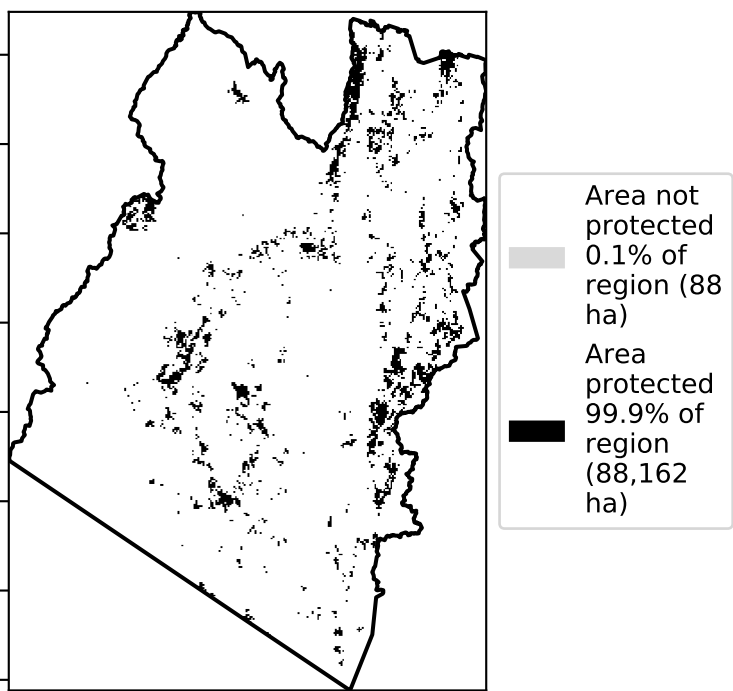 Area not
protected
0.1% of
region (88
ha)
Area
protected
99.9% of
region
(88,162
ha)